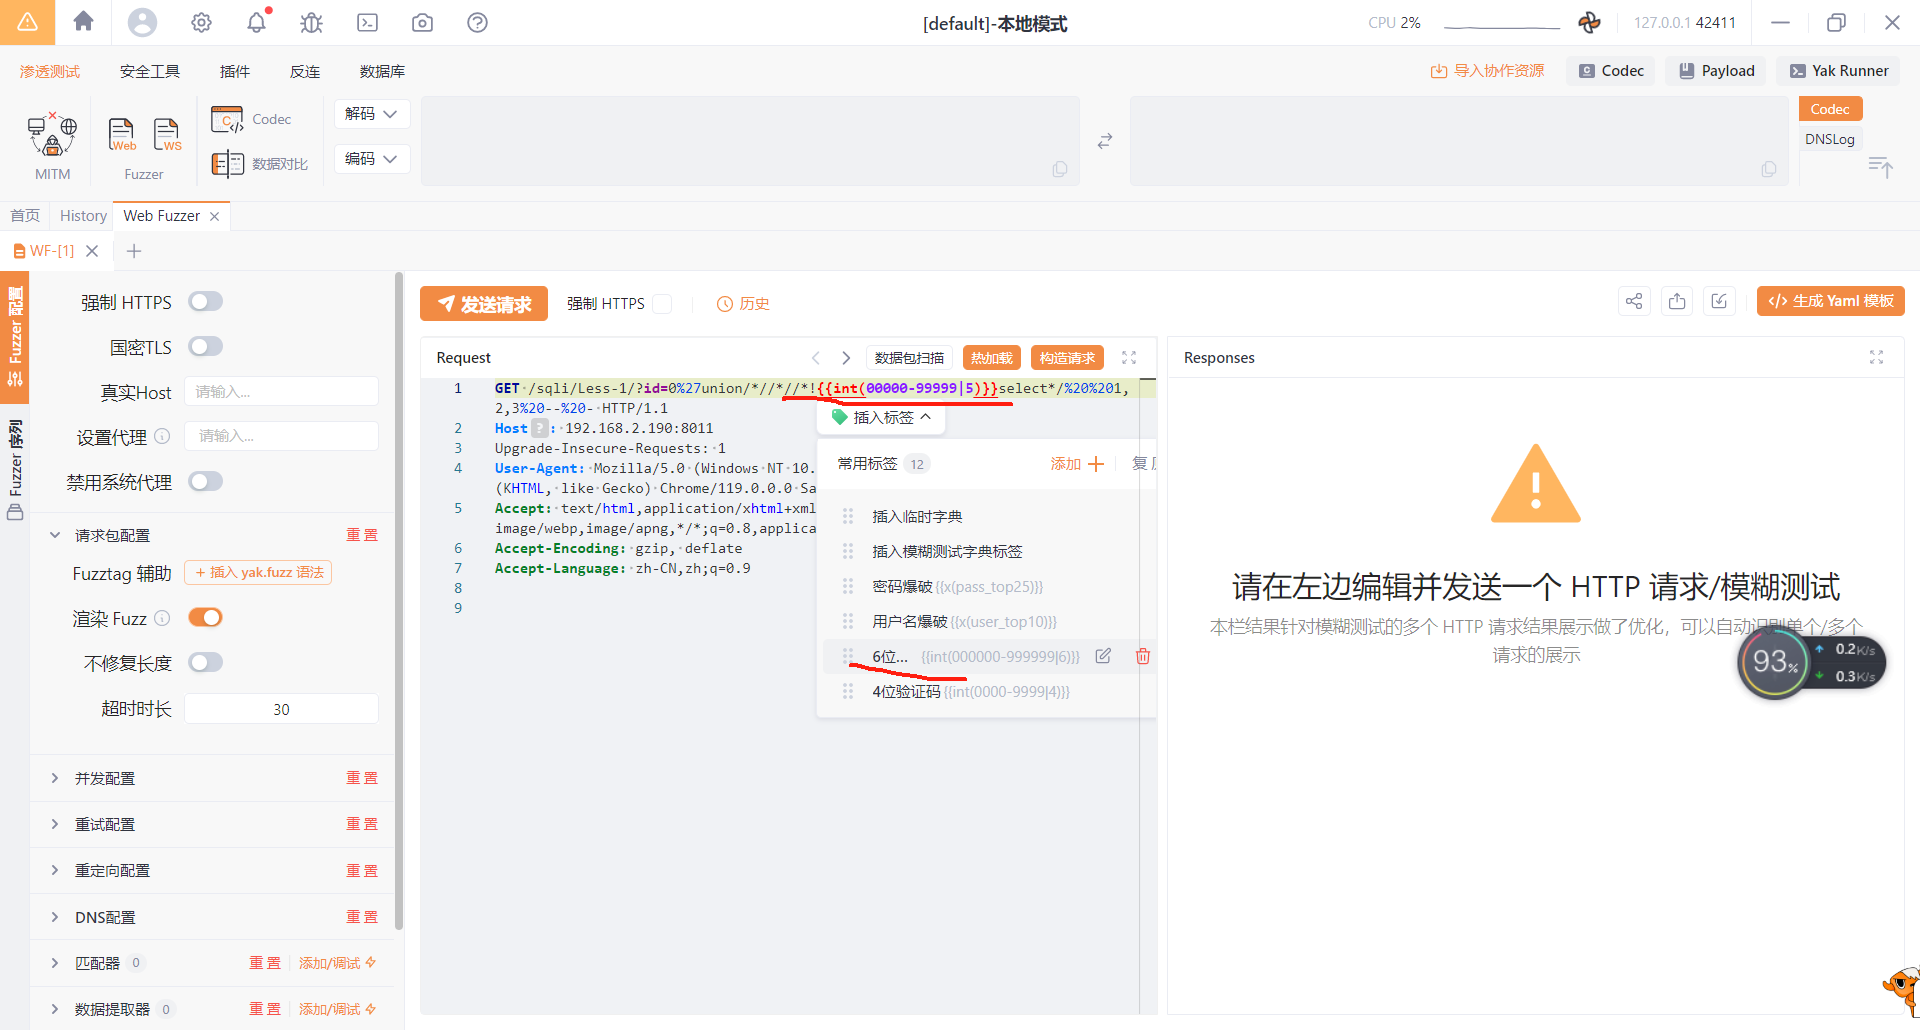 [default]-本地模式
CPU 2%
127.0.0.1 42411
渗透测试
安全工具
插件
反连
数据库
导入协作资源
Codec
Payload
Yak Runner
MITM
Web
WS
Fuzzer
Codec
数据对比
解码
编码
Codec
DNSLog
首页
History
Web Fuzzer
WF-[1]
Fuzzer 配置
Fuzzer 序列
强制 HTTPS
国密TLS
真实Host
请输入...
设置代理
请输入...
禁用系统代理
请求包配置
重置
Fuzztag 辅助
+ 插入 yak.fuzz 语法
渲染 Fuzz
不修复长度
超时时长
30
并发配置
重置
重试配置
重置
重定向配置
重置
DNS配置
重置
匹配器 0
重置
添加/调试
数据提取器 0
重置
添加/调试
发送请求
强制 HTTPS
历史
</> 生成 Yaml 模板
Request
数据包扫描
热加载
构造请求
1 GET /sqli/Less-1/?id=0%27union/*//*//*!{{int(00000-99999|5)}}select*/%20%201,
2,3%20--%20- HTTP/1.1
2 Host ? : 192.168.2.190:8011
3 Upgrade-Insecure-Requests: 1
4 User-Agent: Mozilla/5.0 (Windows NT 10.
(KHTML, like Gecko) Chrome/119.0.0.0 Sa
5 Accept: text/html,application/xhtml+xml
image/webp,image/apng,*/*;q=0.8,applica
6 Accept-Encoding: gzip, deflate
7 Accept-Language: zh-CN,zh;q=0.9
8
9
插入标签
常用标签 12
添加
复
插入临时字典
插入模糊测试字典标签
密码爆破 {{x(pass_top25)}}
用户名爆破 {{x(user_top10)}}
6位... {{int(000000-999999|6)}}
4位验证码 {{int(0000-9999|4)}}
Responses
请在左边编辑并发送一个 HTTP 请求/模糊测试
本栏结果针对模糊测试的多个 HTTP 请求结果展示做了优化，可以自动识别单个/多个
请求的展示
93%
0.2K/s
0.3K/s